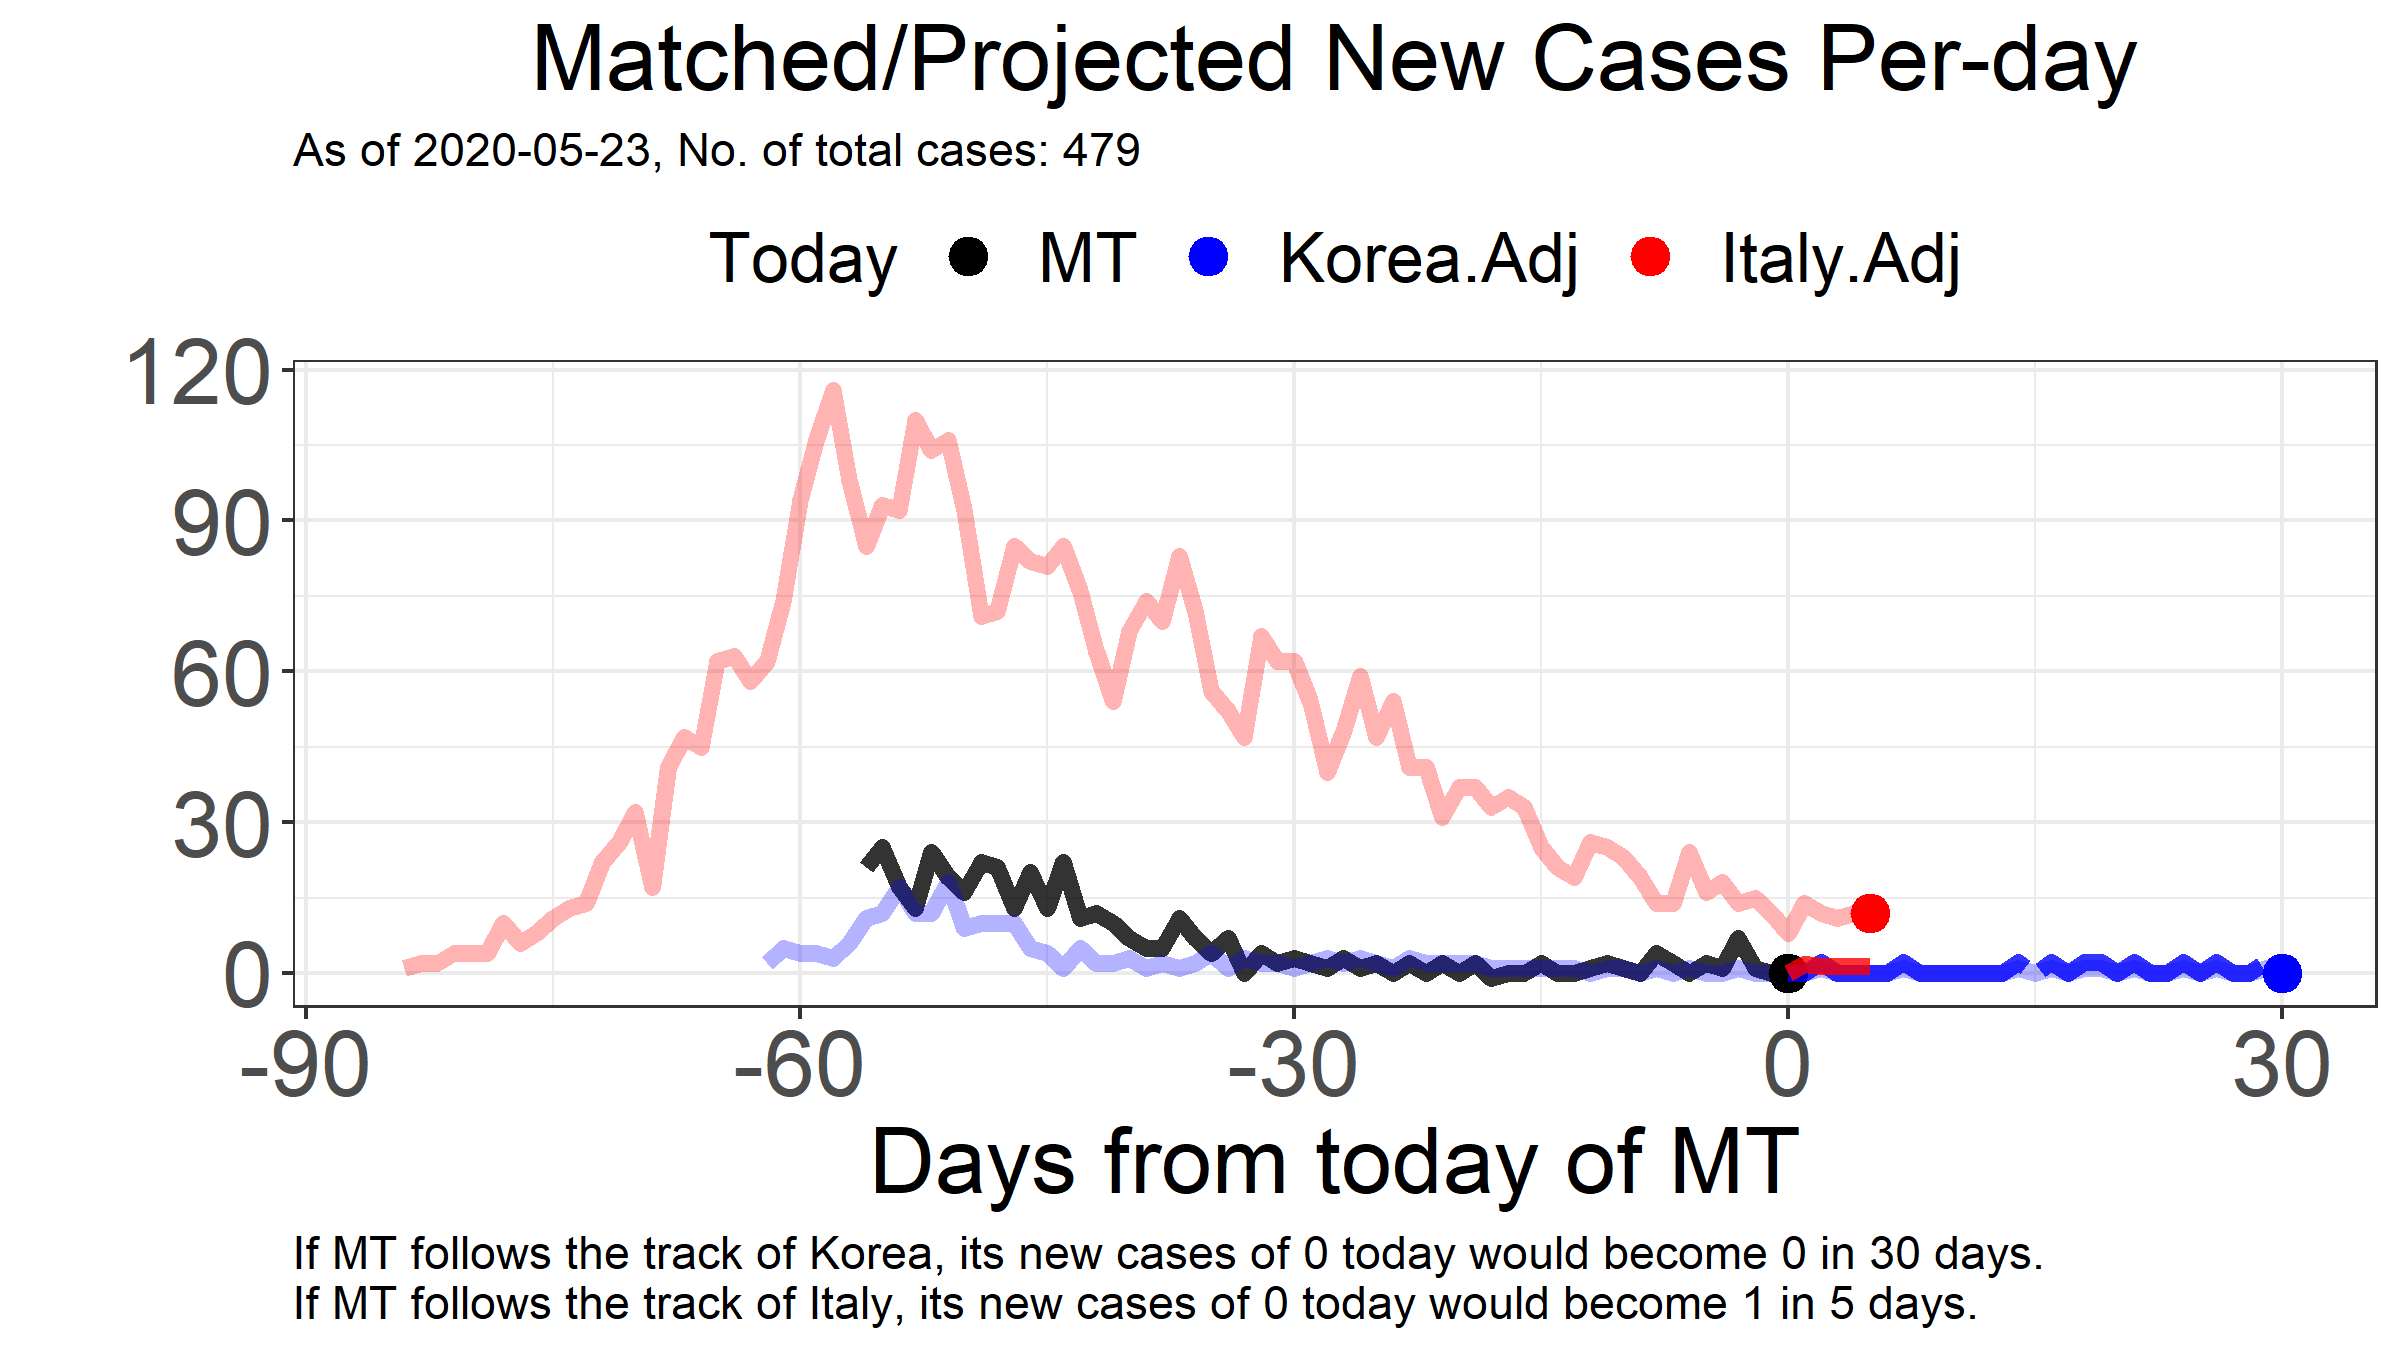 Matched/Projected New Cases Per-day
As of 2020-05-23, No. of total cases: 479
Today MT Korea.Adj Italy.Adj
120
90
60
30
0
-90 -60 -30 0 30
Days from today of MT
If MT follows the track of Korea, its new cases of 0 today would become 0 in 30 days.
If MT follows the track of Italy, its new cases of 0 today would become 1 in 5 days.